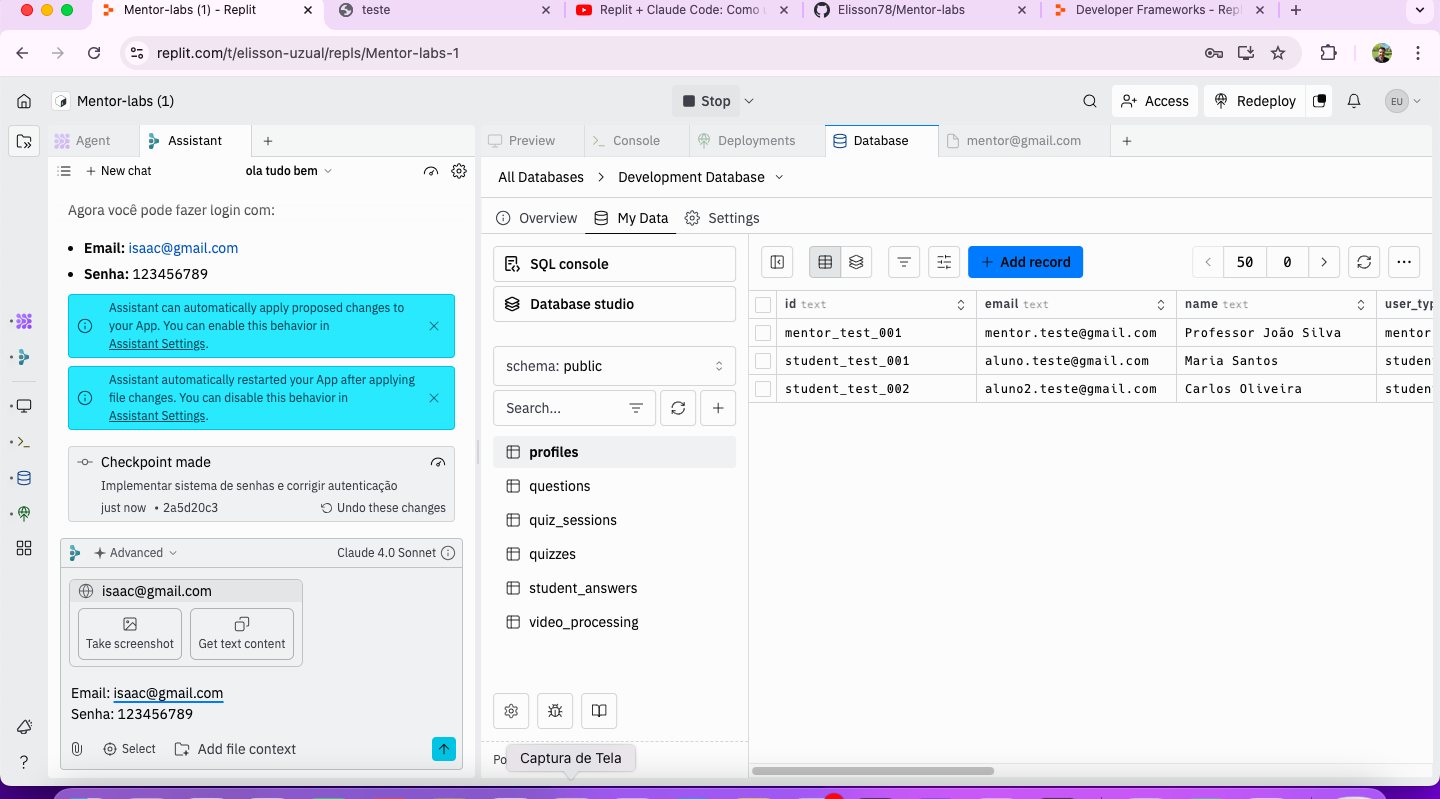 Mentor-labs (1) - Replit
teste
Replit + Claude Code: Como
Elisson78/Mentor-labs
Developer Frameworks - Repl
replit.com/t/elisson-uzual/repls/Mentor-labs-1
Mentor-labs (1)
Stop
Access
Redeploy
EU
Agent
Assistant
Preview
Console
Deployments
Database
mentor@gmail.com
New chat
ola tudo bem
All Databases
Development Database
Agora você pode fazer login com:
Overview
My Data
Settings
Email: isaac@gmail.com
Senha: 123456789
Assistant can automatically apply proposed changes to
your App. You can enable this behavior in
Assistant Settings.
Assistant automatically restarted your App after applying
file changes. You can disable this behavior in
Assistant Settings.
Checkpoint made
Implementar sistema de senhas e corrigir autenticação
just now • 2a5d20c3
Undo these changes
Advanced
Claude 4.0 Sonnet
isaac@gmail.com
Take screenshot
Get text content
Email: isaac@gmail.com
Senha: 123456789
Select
Add file context
SQL console
Database studio
schema: public
Search...
profiles
questions
quiz_sessions
quizzes
student_answers
video_processing
Po
Captura de Tela
Add record
50
0
id text
email text
name text
user_typ
mentor_test_001
mentor.teste@gmail.com
Professor João Silva
mentor
student_test_001
aluno.teste@gmail.com
Maria Santos
student
student_test_002
aluno2.teste@gmail.com
Carlos Oliveira
student